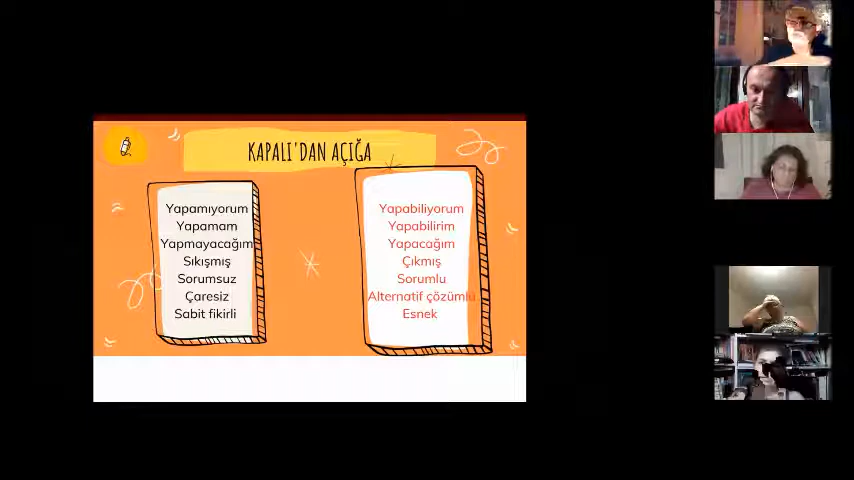 KAPALI'DAN AÇIĞA
Yapamıyorum
Yapamam
Yapmayacağım
Sıkışmış
Sorumsuz
Çaresiz
Sabit fikirli
Yapabiliyorum
Yapabilirim
Yapacağım
Çıkmış
Sorumlu
Alternatif çözümlü
Esnek